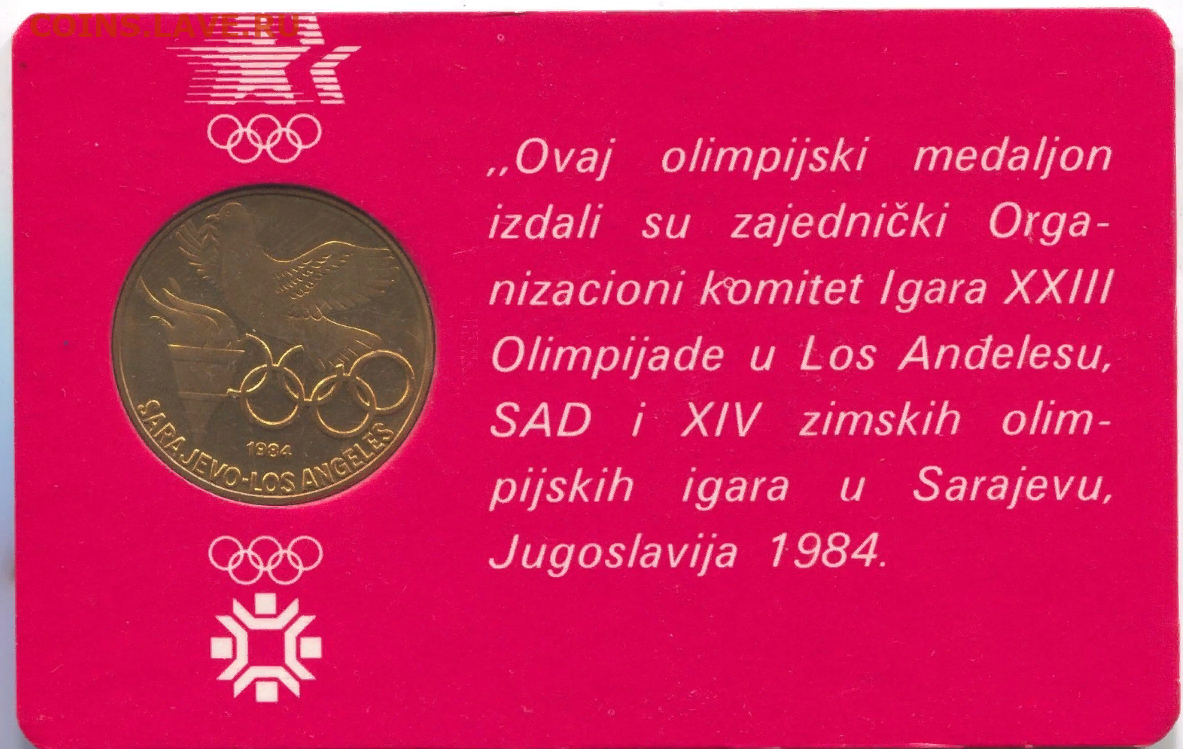 COINS.LAVE.RU
,,Ovaj olimpijski medaljon
izdali su zajednički Orga-
nizacioni komitet Igara XXIII
Olimpijade u Los Anđelesu,
SAD i XIV zimskih olim-
pijskih igara u Sarajevu,
Jugoslavija 1984.
1984
SARAJEVO-LOS ANGELES